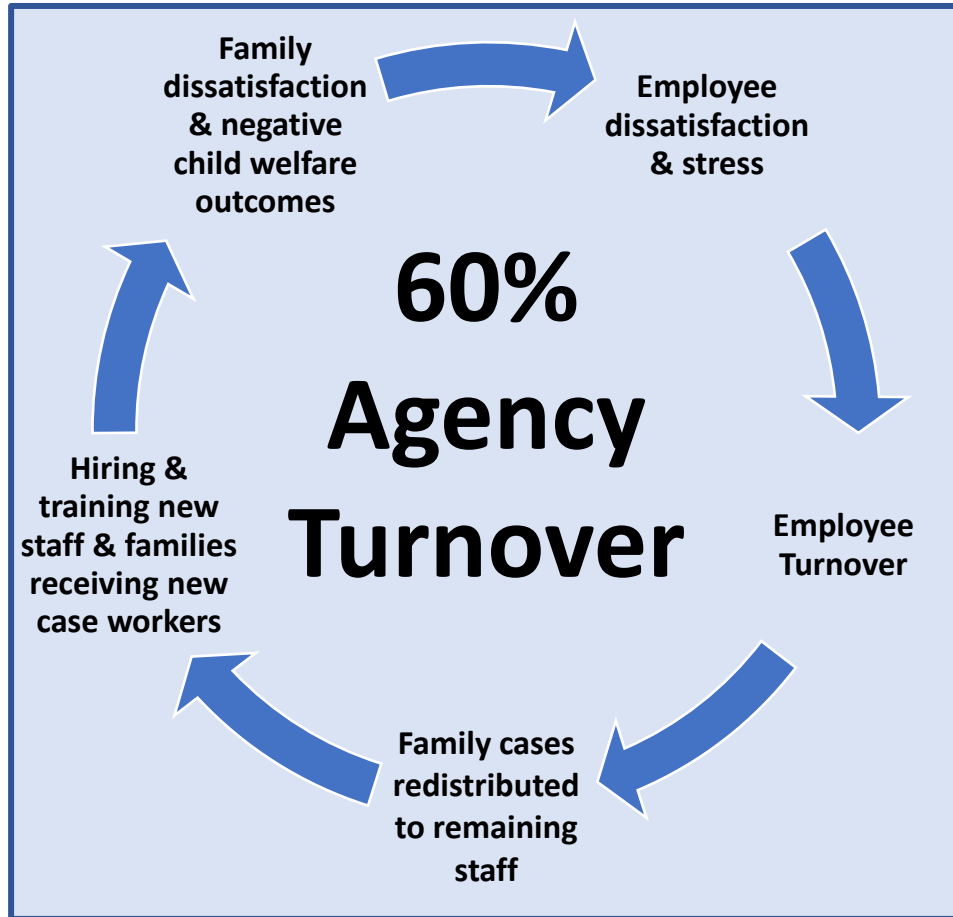 Family
dissatisfaction
& negative
child welfare
outcomes
Employee
dissatisfaction
& stress
60%
Agency
Turnover
Employee
Turnover
Family cases
redistributed
to remaining
staff
Hiring &
training new
staff & families
receiving new
case workers